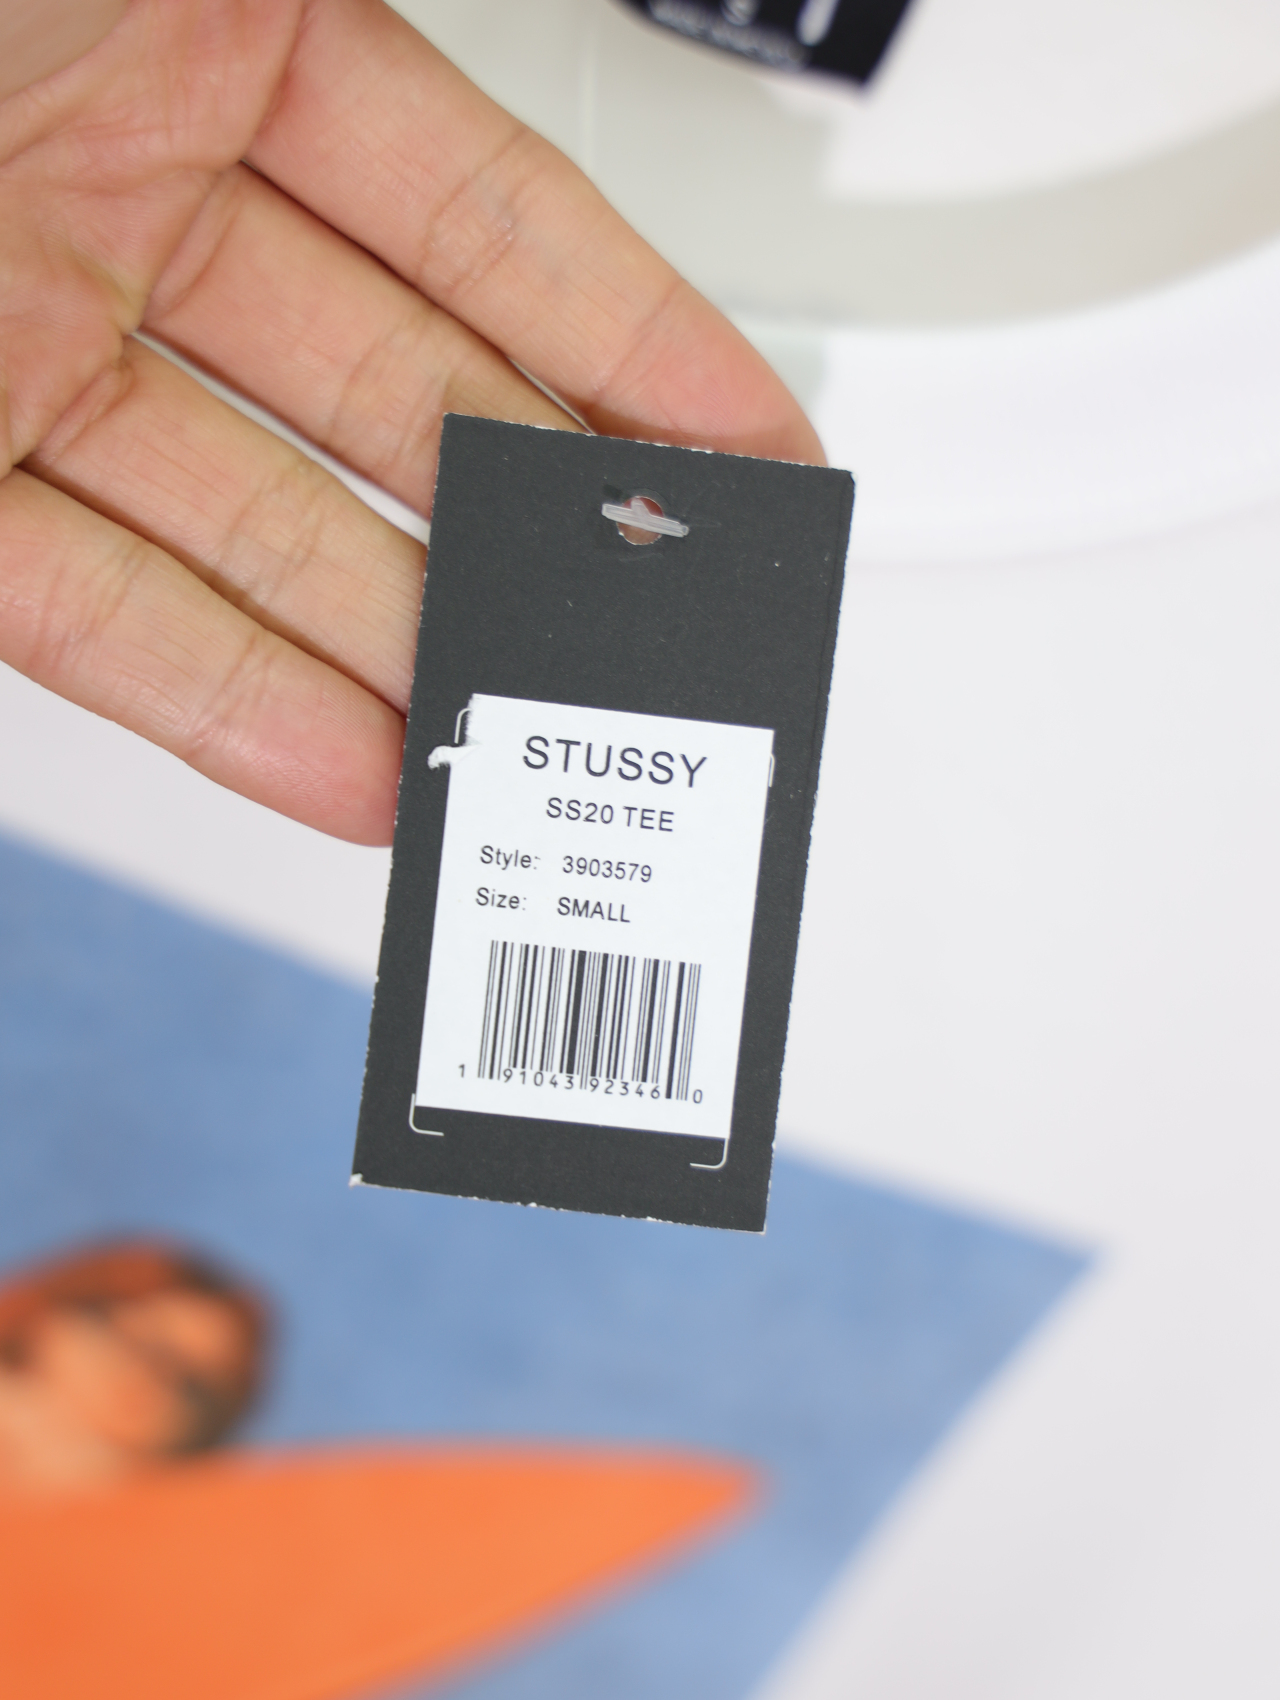 STUSSY
SS20 TEE
Style: 3903579
Size: SMALL
1 91043 92346 0